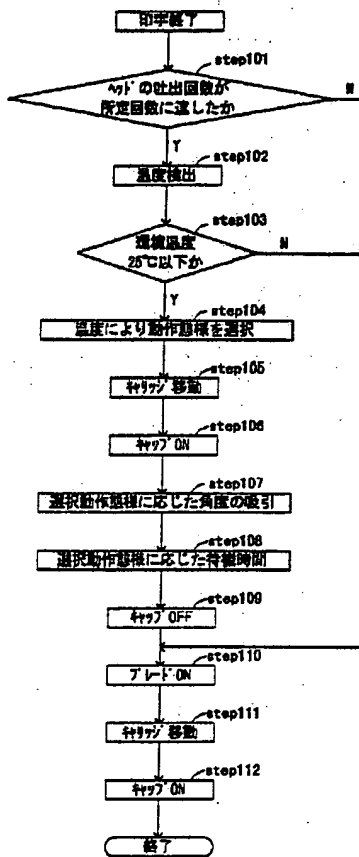 印字終了
step101
ヘッドの吐出回数が
所定回数に達したか
N
Y
step102
温度検出
step103
環境温度
25℃以下か
N
Y
step104
温度により動作態様を選択
step105
キャリッジ移動
step106
キャップON
step107
選択動作態様に応じた角度の吸引
step108
選択動作態様に応じた待機時間
step109
キャップOFF
step110
ブレードON
step111
キャリッジ移動
step112
キャップON
終了